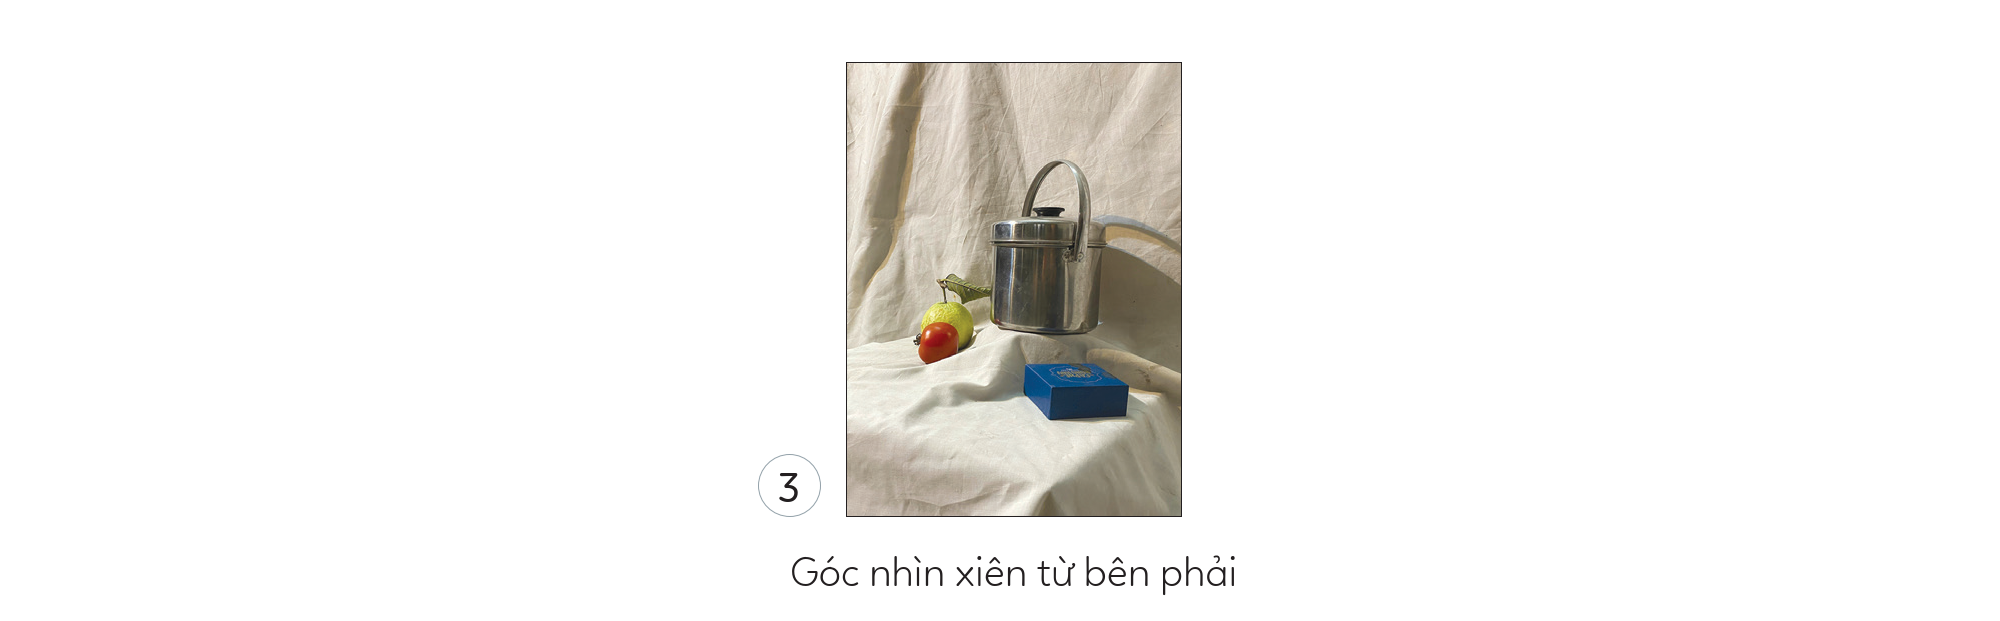 3
Góc nhìn xiên từ bên phải